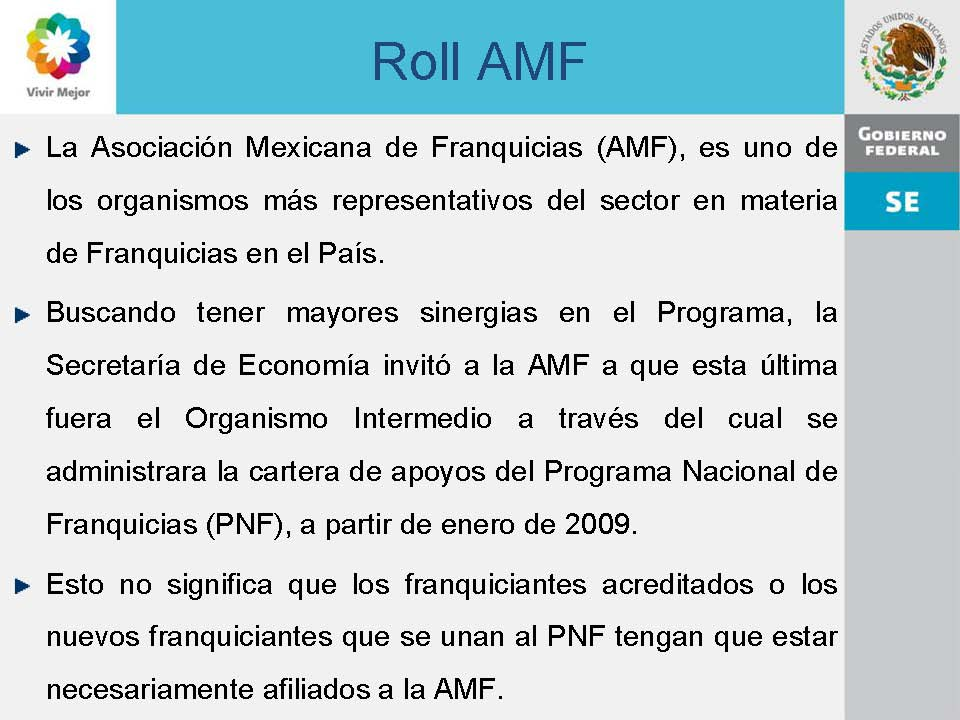 Vivir Mejor
Roll AMF
ESTADOS UNIDOS MEXICANOS
GOBIERNO
FEDERAL
SE
La Asociación Mexicana de Franquicias (AMF), es uno de
los organismos más representativos del sector en materia
de Franquicias en el País.
Buscando tener mayores sinergias en el Programa, la
Secretaría de Economía invitó a la AMF a que esta última
fuera el Organismo Intermedio a través del cual se
administrara la cartera de apoyos del Programa Nacional de
Franquicias (PNF), a partir de enero de 2009.
Esto no significa que los franquiciantes acreditados o los
nuevos franquiciantes que se unan al PNF tengan que estar
necesariamente afiliados a la AMF.